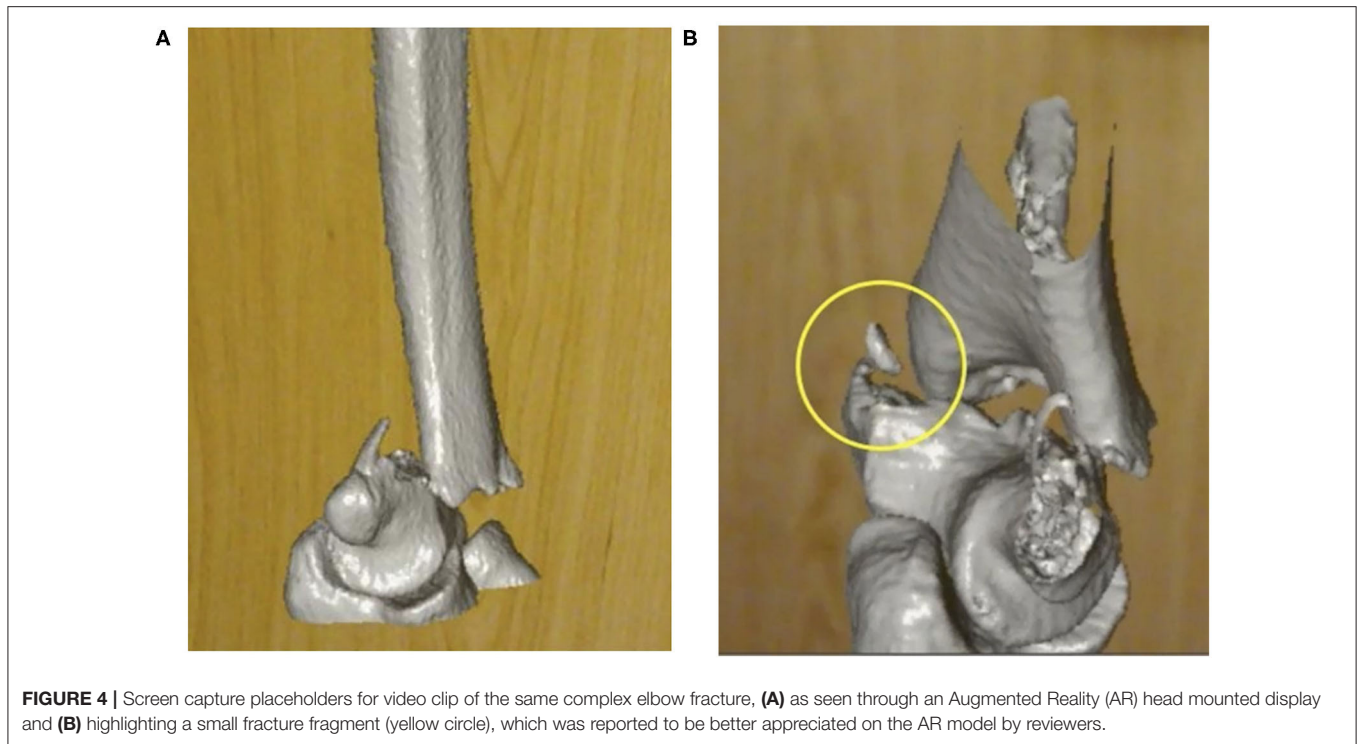 A
B
FIGURE 4 | Screen capture placeholders for video clip of the same complex elbow fracture, (A) as seen through an Augmented Reality (AR) head mounted display
and (B) highlighting a small fracture fragment (yellow circle), which was reported to be better appreciated on the AR model by reviewers.